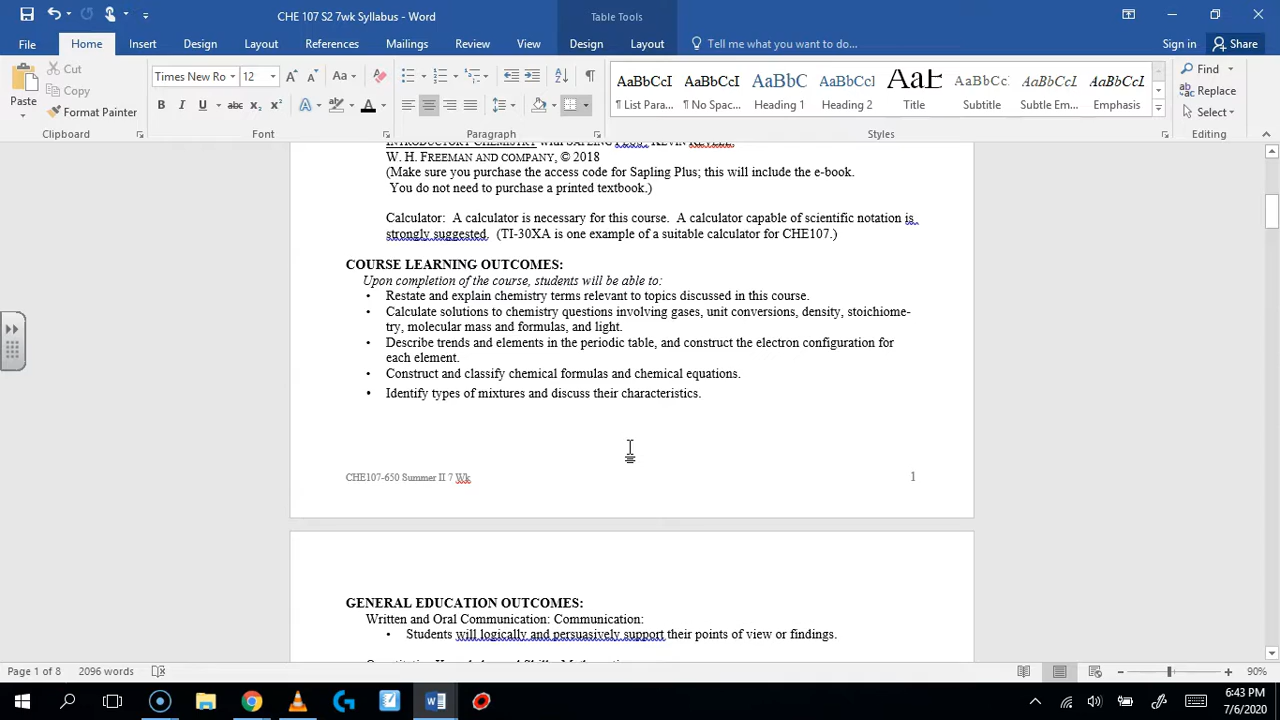 CHE 107 S2 7wk Syllabus - Word
Table Tools
File
Home
Insert
Design
Layout
References
Mailings
Review
View
Design
Layout
Tell me what you want to do...
Sign in
Share
Paste
Cut
Copy
Format Painter
Clipboard
Times New Ro
12
Font
Paragraph
AaBbCcI
¶ List Para...
AaBbCcI
¶ No Spac...
AaBbC
Heading
AaBbCcI
Heading
AaB
Title
AaBbCcI
Subtitle
AaBbCcI
Subtle Em...
AaBbCcI
Emphasis
Styles
Find
Replace
Select
Editing
INTRODUCTORY CHEMISTRY with SAPLING PLUS, KEVIN REVELL,
W. H. FREEMAN AND COMPANY, © 2018
(Make sure you purchase the access code for Sapling Plus; this will include the e-book.
You do not need to purchase a printed textbook.)
Calculator: A calculator is necessary for this course. A calculator capable of scientific notation is
strongly suggested. (TI-30XA is one example of a suitable calculator for CHE107.)
COURSE LEARNING OUTCOMES:
Upon completion of the course, students will be able to:
• Restate and explain chemistry terms relevant to topics discussed in this course.
• Calculate solutions to chemistry questions involving gases, unit conversions, density, stoichiome-
try, molecular mass and formulas, and light.
• Describe trends and elements in the periodic table, and construct the electron configuration for
each element.
• Construct and classify chemical formulas and chemical equations.
• Identify types of mixtures and discuss their characteristics.
CHE107-650 Summer II 7 Wk
1
GENERAL EDUCATION OUTCOMES:
Written and Oral Communication: Communication:
• Students will logically and persuasively support their points of view or findings.
Page 1 of 8
2096 words
90%
6:43 PM
7/6/2020